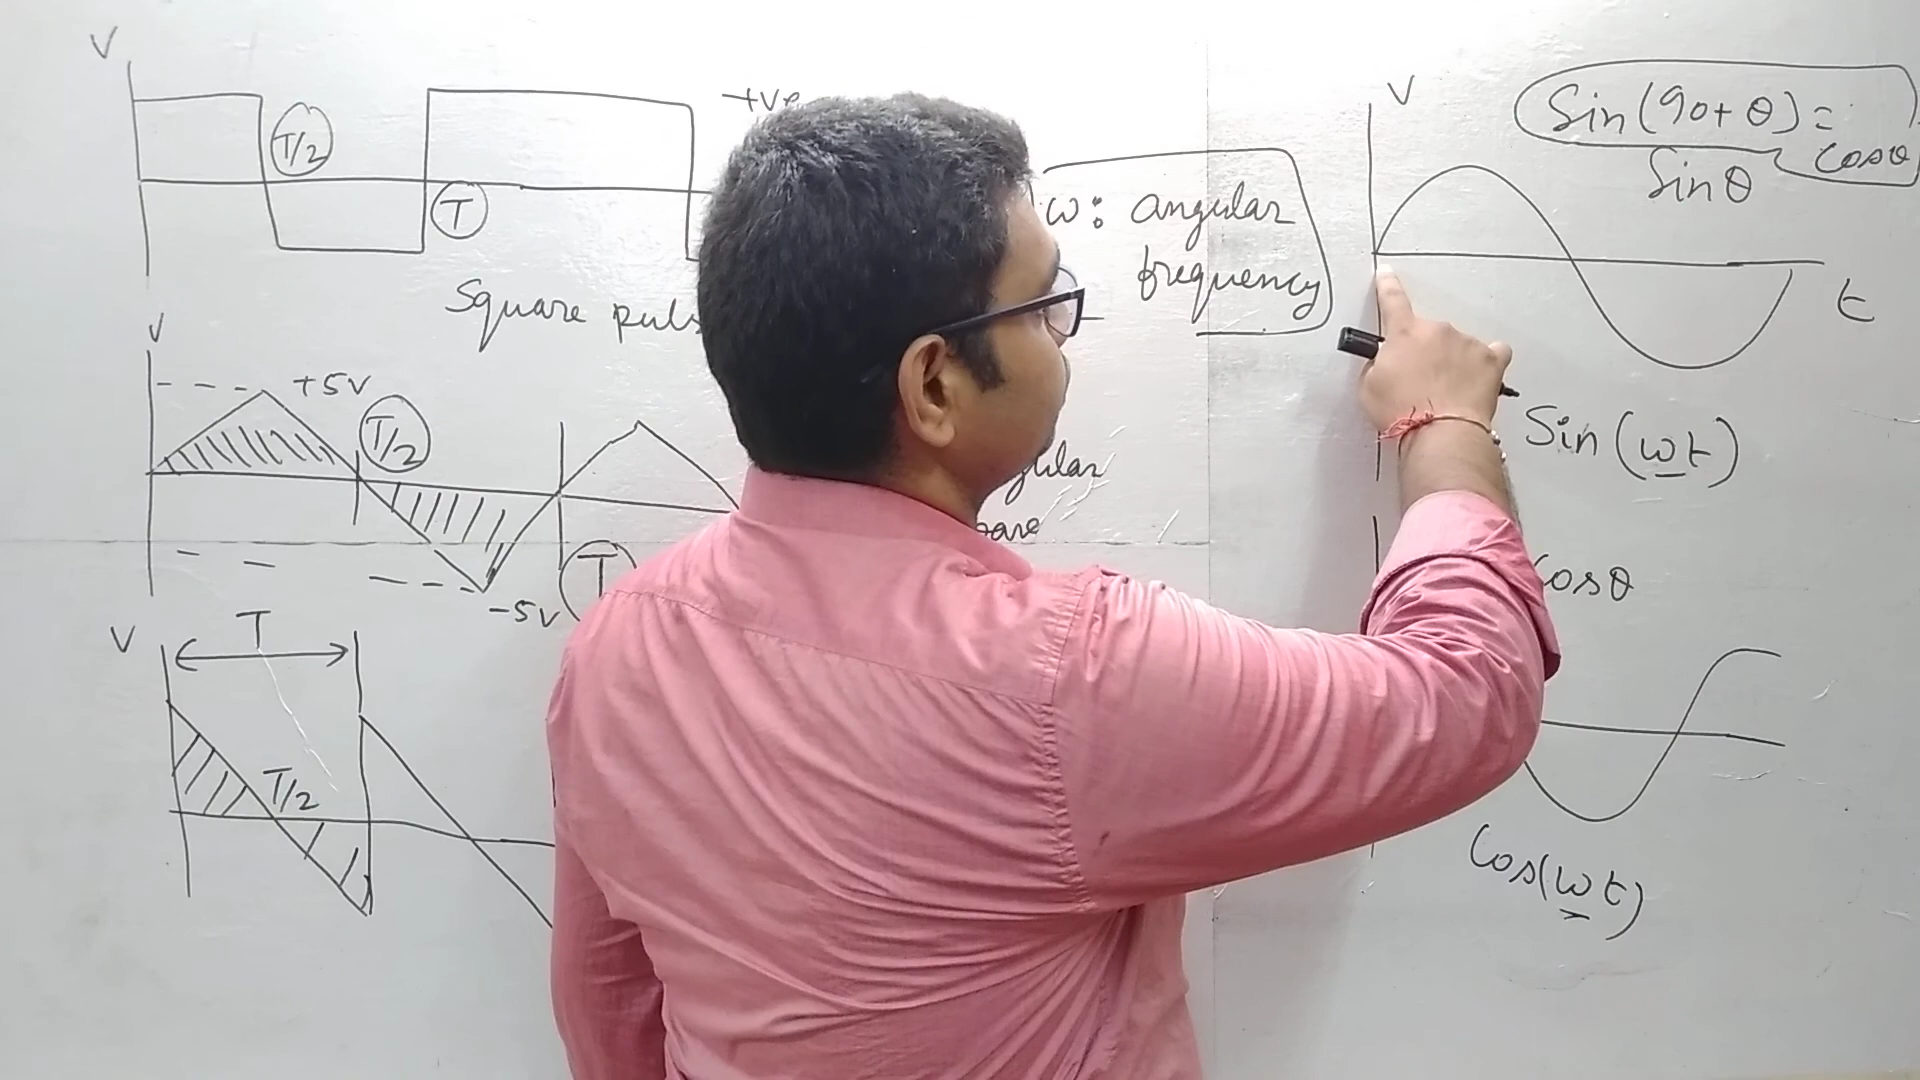 V
T/2
T
+ve
Square puls
V
+5V
T/2
-5V
T
V
T
T/2
ω: angular
frequency
V
Sin(90+θ)=
Cosθ
Sinθ
t
Sin(ωt)
Cosθ
Cos(ωt)